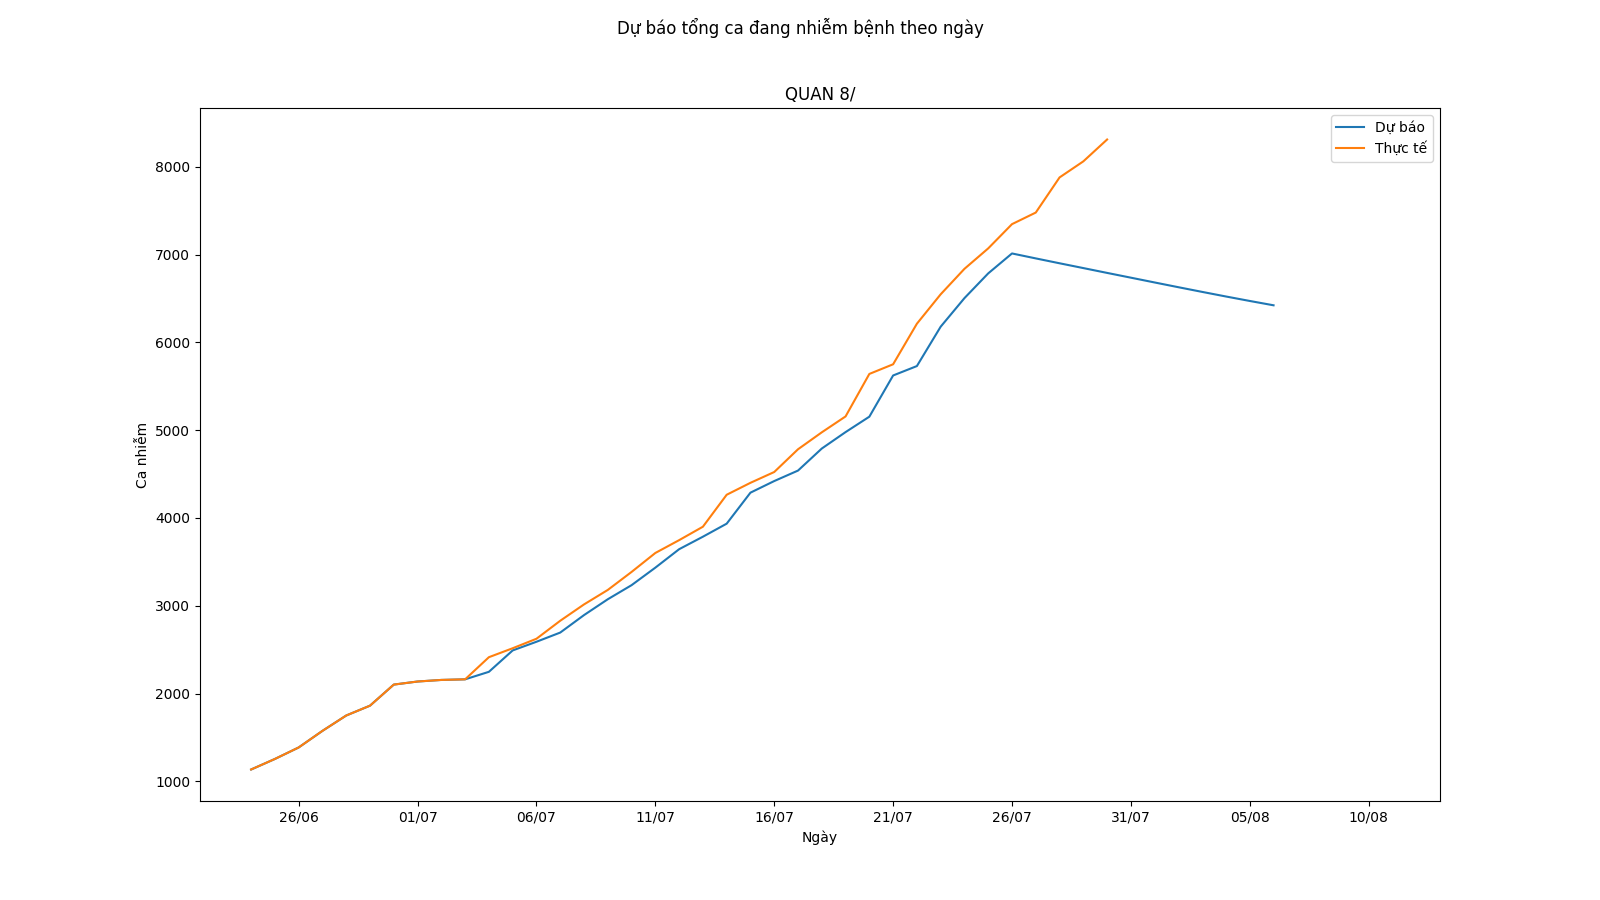 Dự báo tổng ca đang nhiễm bệnh theo ngày
QUAN 8/
Dự báo
Thực tế
8000
7000
6000
5000
4000
3000
2000
1000
Ca nhiễm
26/06 01/07 06/07 11/07 16/07 21/07 26/07 31/07 05/08 10/08
Ngày